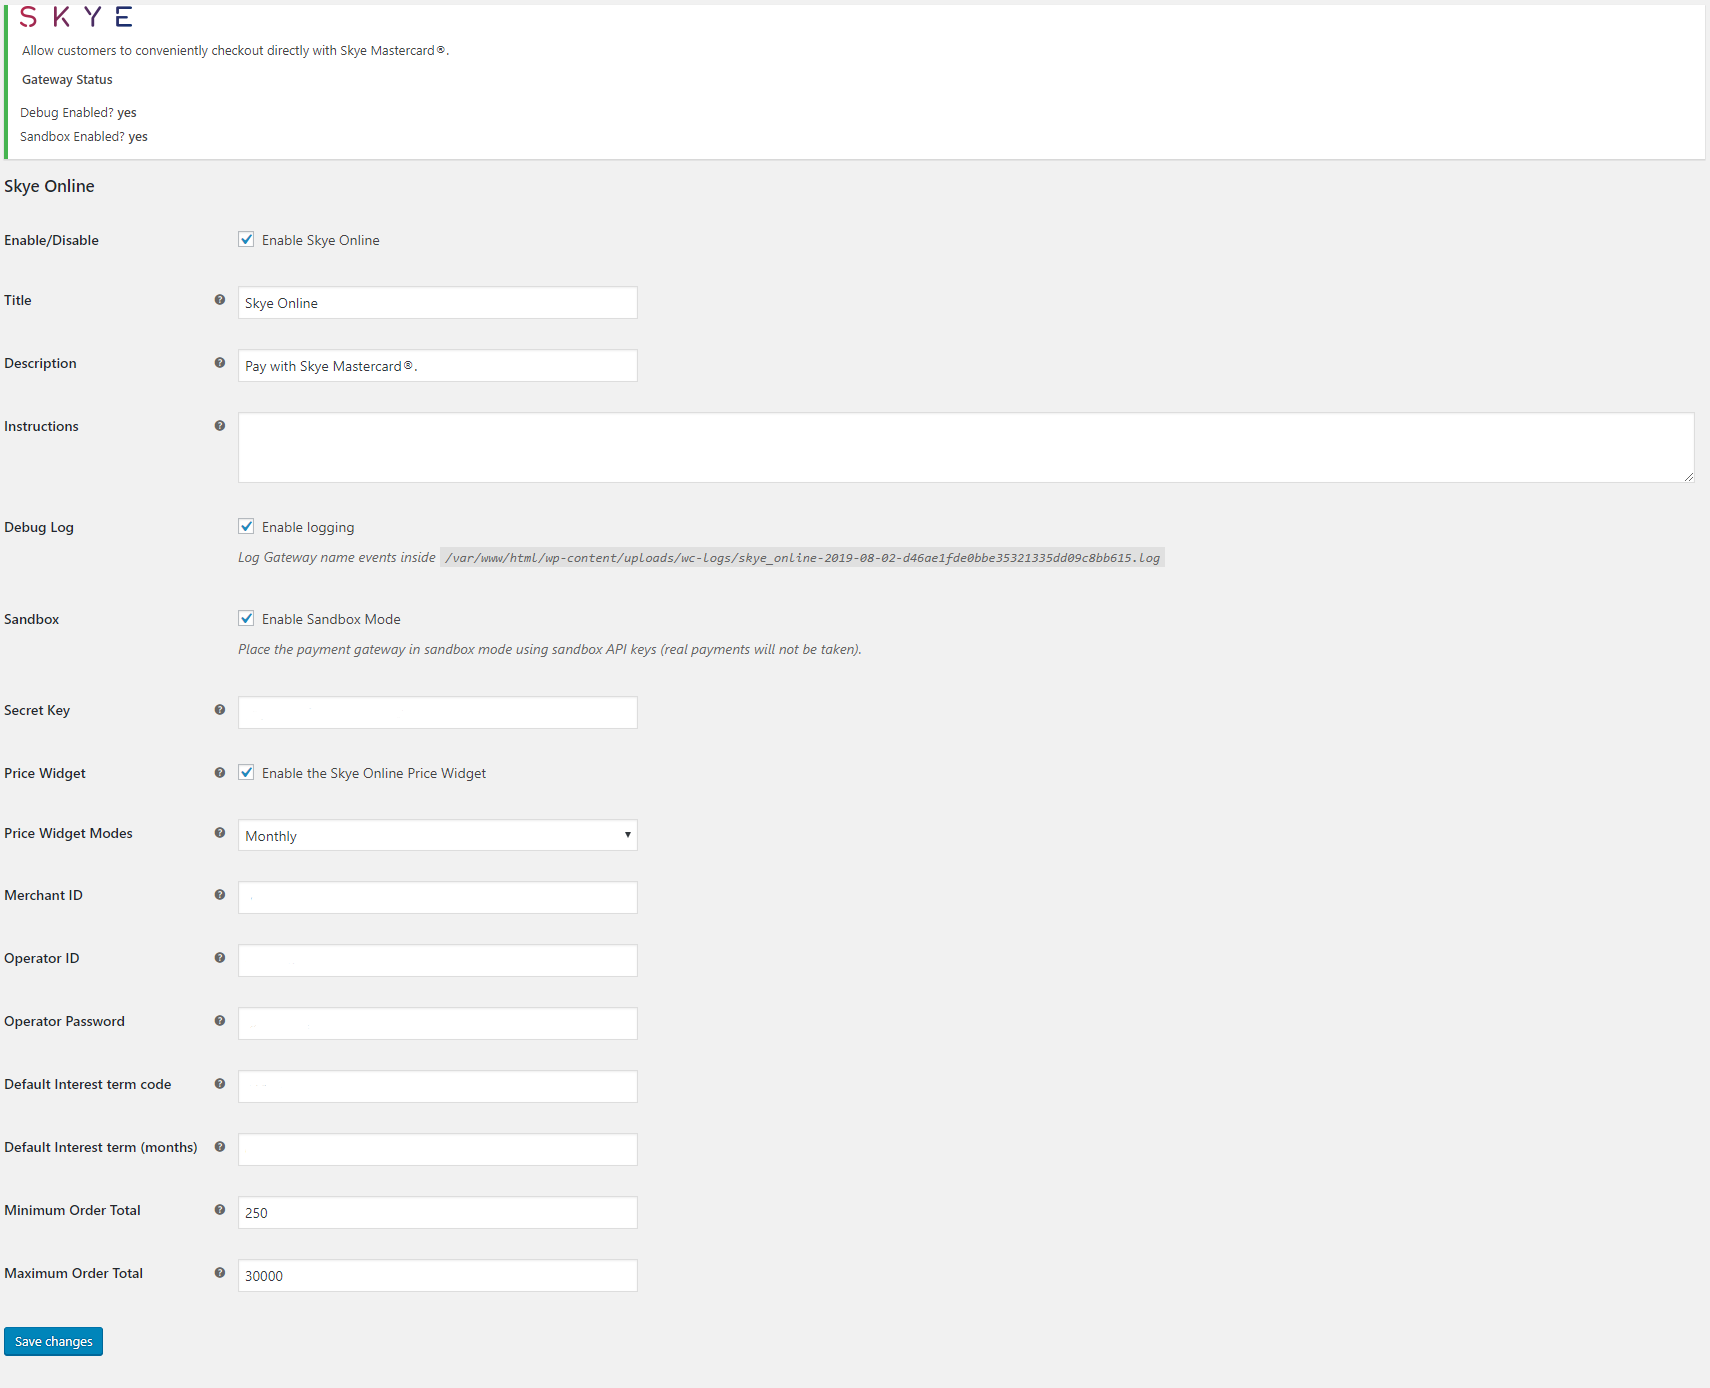 SKYE
Allow customers to conveniently checkout directly with Skye Mastercard®.
Gateway Status
Debug Enabled? yes
Sandbox Enabled? yes
Skye Online
Enable/Disable
Enable Skye Online
Title
Skye Online
Description
Pay with Skye Mastercard®.
Instructions
Debug Log
Enable logging
Log Gateway name events inside /var/www/html/wp-content/uploads/wc-logs/skye_online-2019-08-02-d46ae1fde0bbe35321335dd09c8bb615.log
Sandbox
Enable Sandbox Mode
Place the payment gateway in sandbox mode using sandbox API keys (real payments will not be taken).
Secret Key
Price Widget
Enable the Skye Online Price Widget
Price Widget Modes
Monthly
Merchant ID
Operator ID
Operator Password
Default Interest term code
Default Interest term (months)
Minimum Order Total
250
Maximum Order Total
30000
Save changes